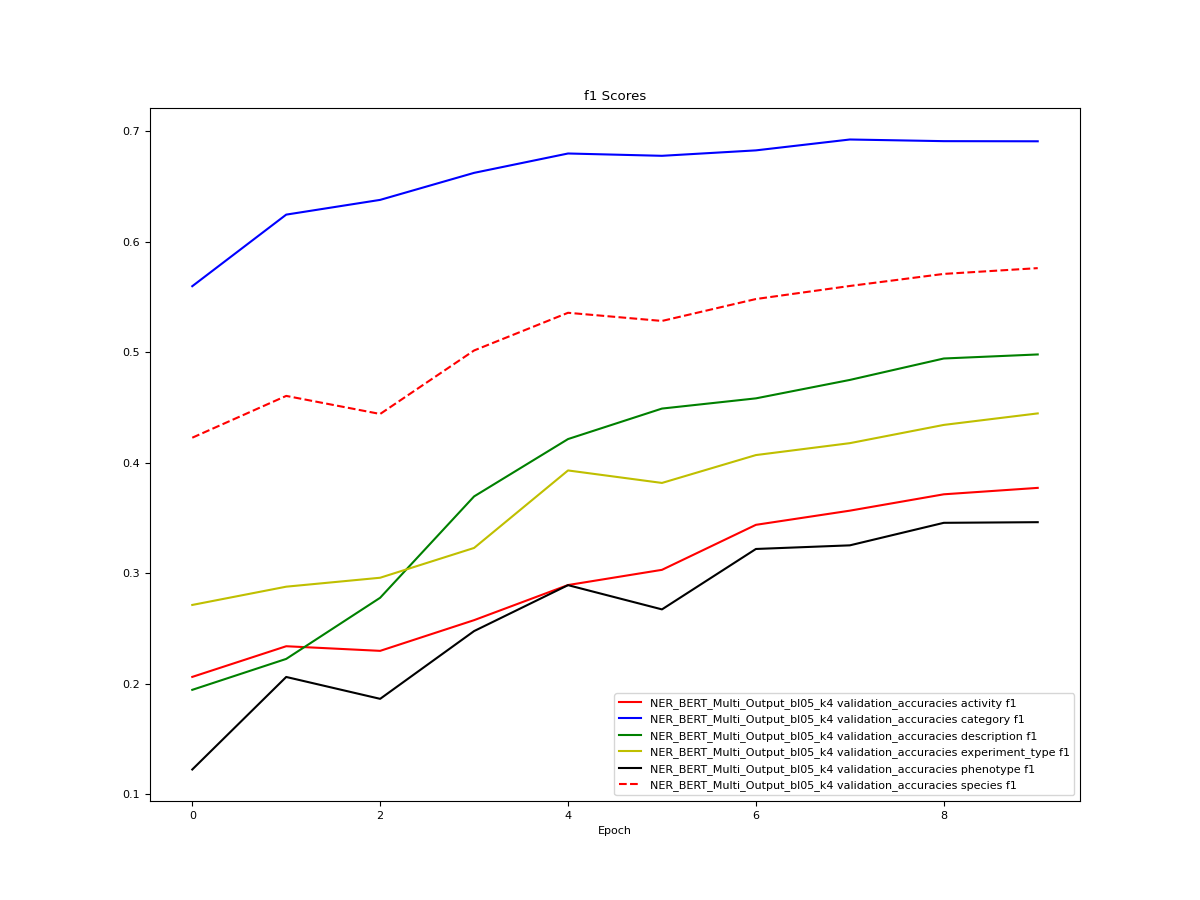 f1 Scores
0.7
0.6
0.5
0.4
0.3
0.2
0.1
NER_BERT_Multi_Output_bl05_k4 validation_accuracies activity f1
NER_BERT_Multi_Output_bl05_k4 validation_accuracies category f1
NER_BERT_Multi_Output_bl05_k4 validation_accuracies description f1
NER_BERT_Multi_Output_bl05_k4 validation_accuracies experiment_type f1
NER_BERT_Multi_Output_bl05_k4 validation_accuracies phenotype f1
NER_BERT_Multi_Output_bl05_k4 validation_accuracies species f1
0 2 4 6 8
Epoch